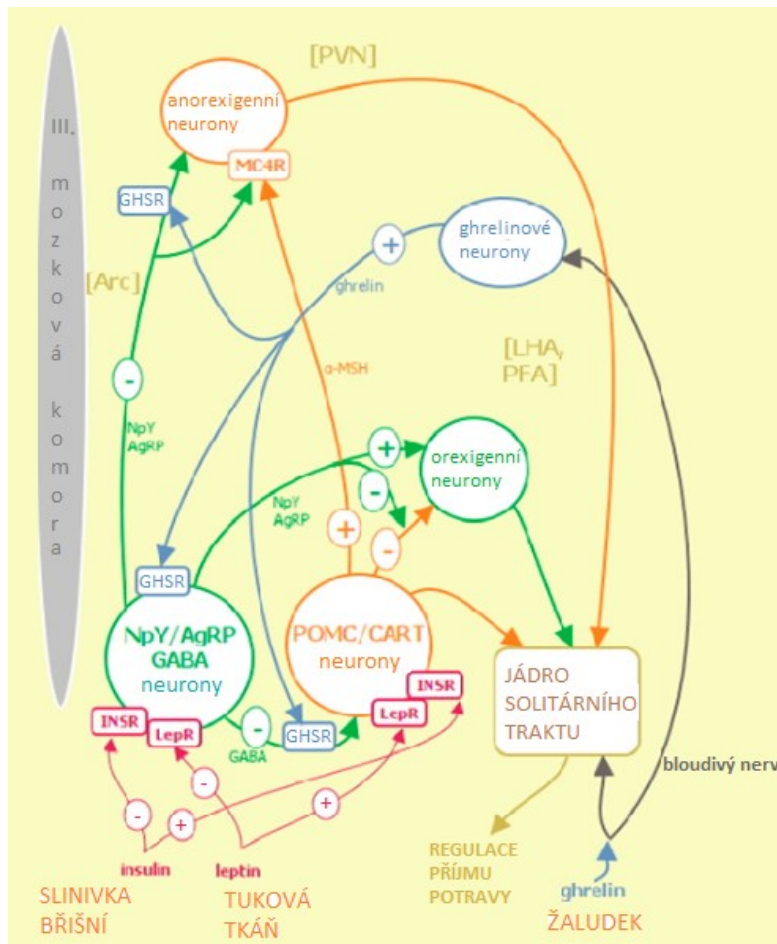 [PVN]
anorexigenní
neurony
MC4R
III.
mozková
komora
GHSR
ghrelinové
neurony
+
ghrelin
[Arc]
[LHA,
PFA]
α-MSH
-
NpY
AgRP
+
orexigenní
neurony
-
NpY
AgRP
+
-
GHSR
NpY/AgRP
GABA
neurony
POMC/CART
neurony
INSR
LepR
INSR
LepR
-
GABA
GHSR
JÁDRO
SOLITÁRNÍHO
TRAKTU
bloudivý nerv
-
+
-
+
insulin
leptin
REGULACE
PŘÍJMU
POTRAVY
ghrelin
SLINIVKA
BŘIŠNÍ
TUKOVÁ
TKÁŇ
ŽALUDEK